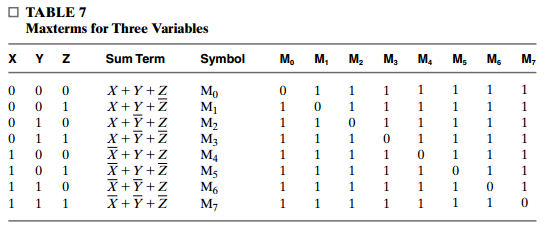 □ TABLE 7
Maxterms for Three Variables
X Y Z Sum Term Symbol M₀ M₁ M₂ M₃ M₄ M₅ M₆ M₇
0 0 0 X + Y + Z M₀ 0 1 1 1 1 1 1 1
0 0 1 X + Y + Z̅ M₁ 1 0 1 1 1 1 1 1
0 1 0 X + Y̅ + Z M₂ 1 1 0 1 1 1 1 1
0 1 1 X + Y̅ + Z̅ M₃ 1 1 1 0 1 1 1 1
1 0 0 X̅ + Y + Z M₄ 1 1 1 1 0 1 1 1
1 0 1 X̅ + Y + Z̅ M₅ 1 1 1 1 1 0 1 1
1 1 0 X̅ + Y̅ + Z M₆ 1 1 1 1 1 1 0 1
1 1 1 X̅ + Y̅ + Z̅ M₇ 1 1 1 1 1 1 1 0